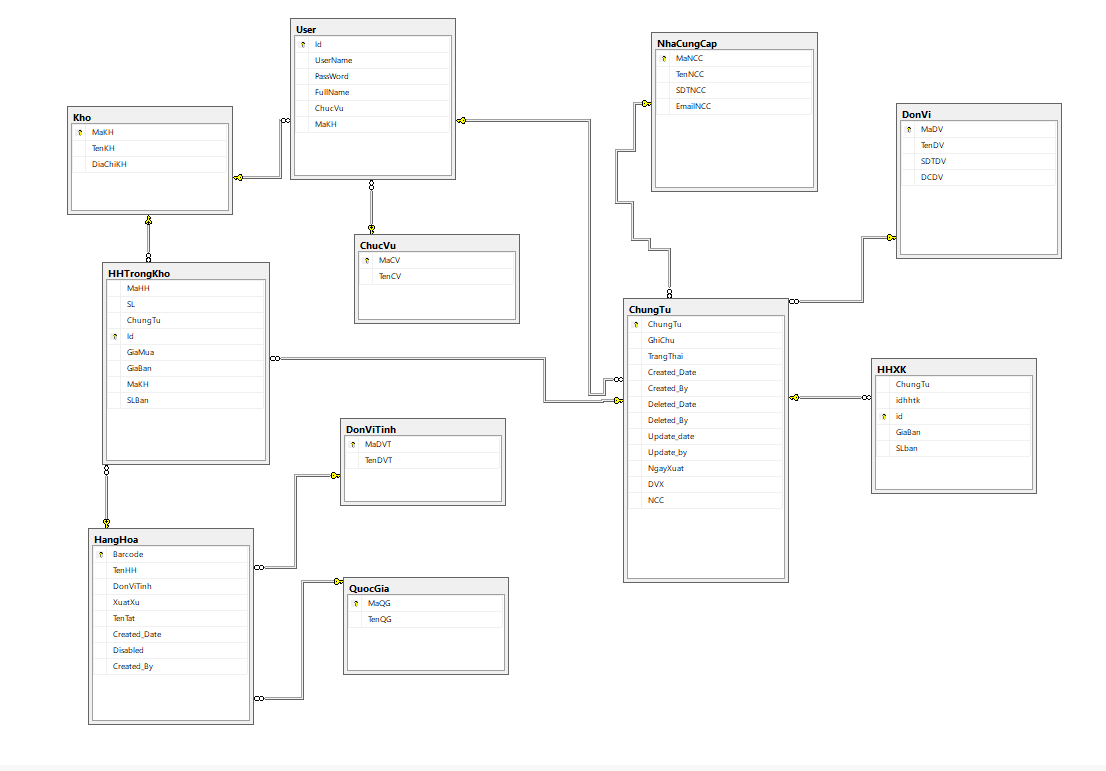 User
Id
UserName
PassWord
FullName
ChucVu
MaKH
NhaCungCap
MaNCC
TenNCC
SDTNCC
EmailNCC
Kho
MaKH
TenKH
DiaChiKH
DonVi
MaDV
TenDV
SDTDV
DCDV
ChucVu
MaCV
TenCV
HHTrongKho
MaHH
SL
ChungTu
Id
GiaMua
GiaBan
MaKH
SLBan
ChungTu
ChungTu
GhiChu
TrangThai
Created_Date
Created_By
Deleted_Date
Deleted_By
Update_date
Update_by
NgayXuat
DVX
NCC
HHXK
ChungTu
idhhtk
id
GiaBan
SLban
DonViTinh
MaDVT
TenDVT
HangHoa
Barcode
TenHH
DonViTinh
XuatXu
TenTat
Created_Date
Disabled
Created_By
QuocGia
MaQG
TenQG